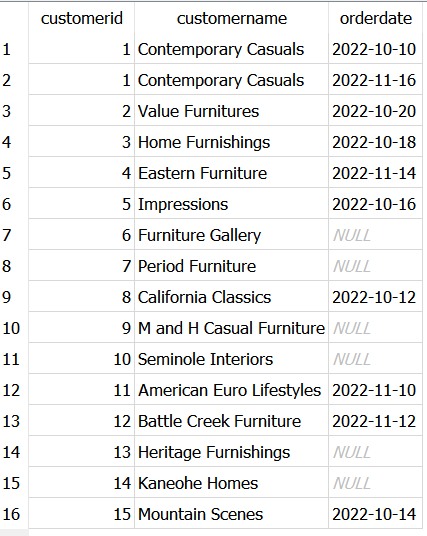 customerid customername orderdate
1 1 Contemporary Casuals 2022-10-10
2 1 Contemporary Casuals 2022-11-16
3 2 Value Furnitures 2022-10-20
4 3 Home Furnishings 2022-10-18
5 4 Eastern Furniture 2022-11-14
6 5 Impressions 2022-10-16
7 6 Furniture Gallery NULL
8 7 Period Furniture NULL
9 8 California Classics 2022-10-12
10 9 M and H Casual Furniture NULL
11 10 Seminole Interiors NULL
12 11 American Euro Lifestyles 2022-11-10
13 12 Battle Creek Furniture 2022-11-12
14 13 Heritage Furnishings NULL
15 14 Kaneohe Homes NULL
16 15 Mountain Scenes 2022-10-14